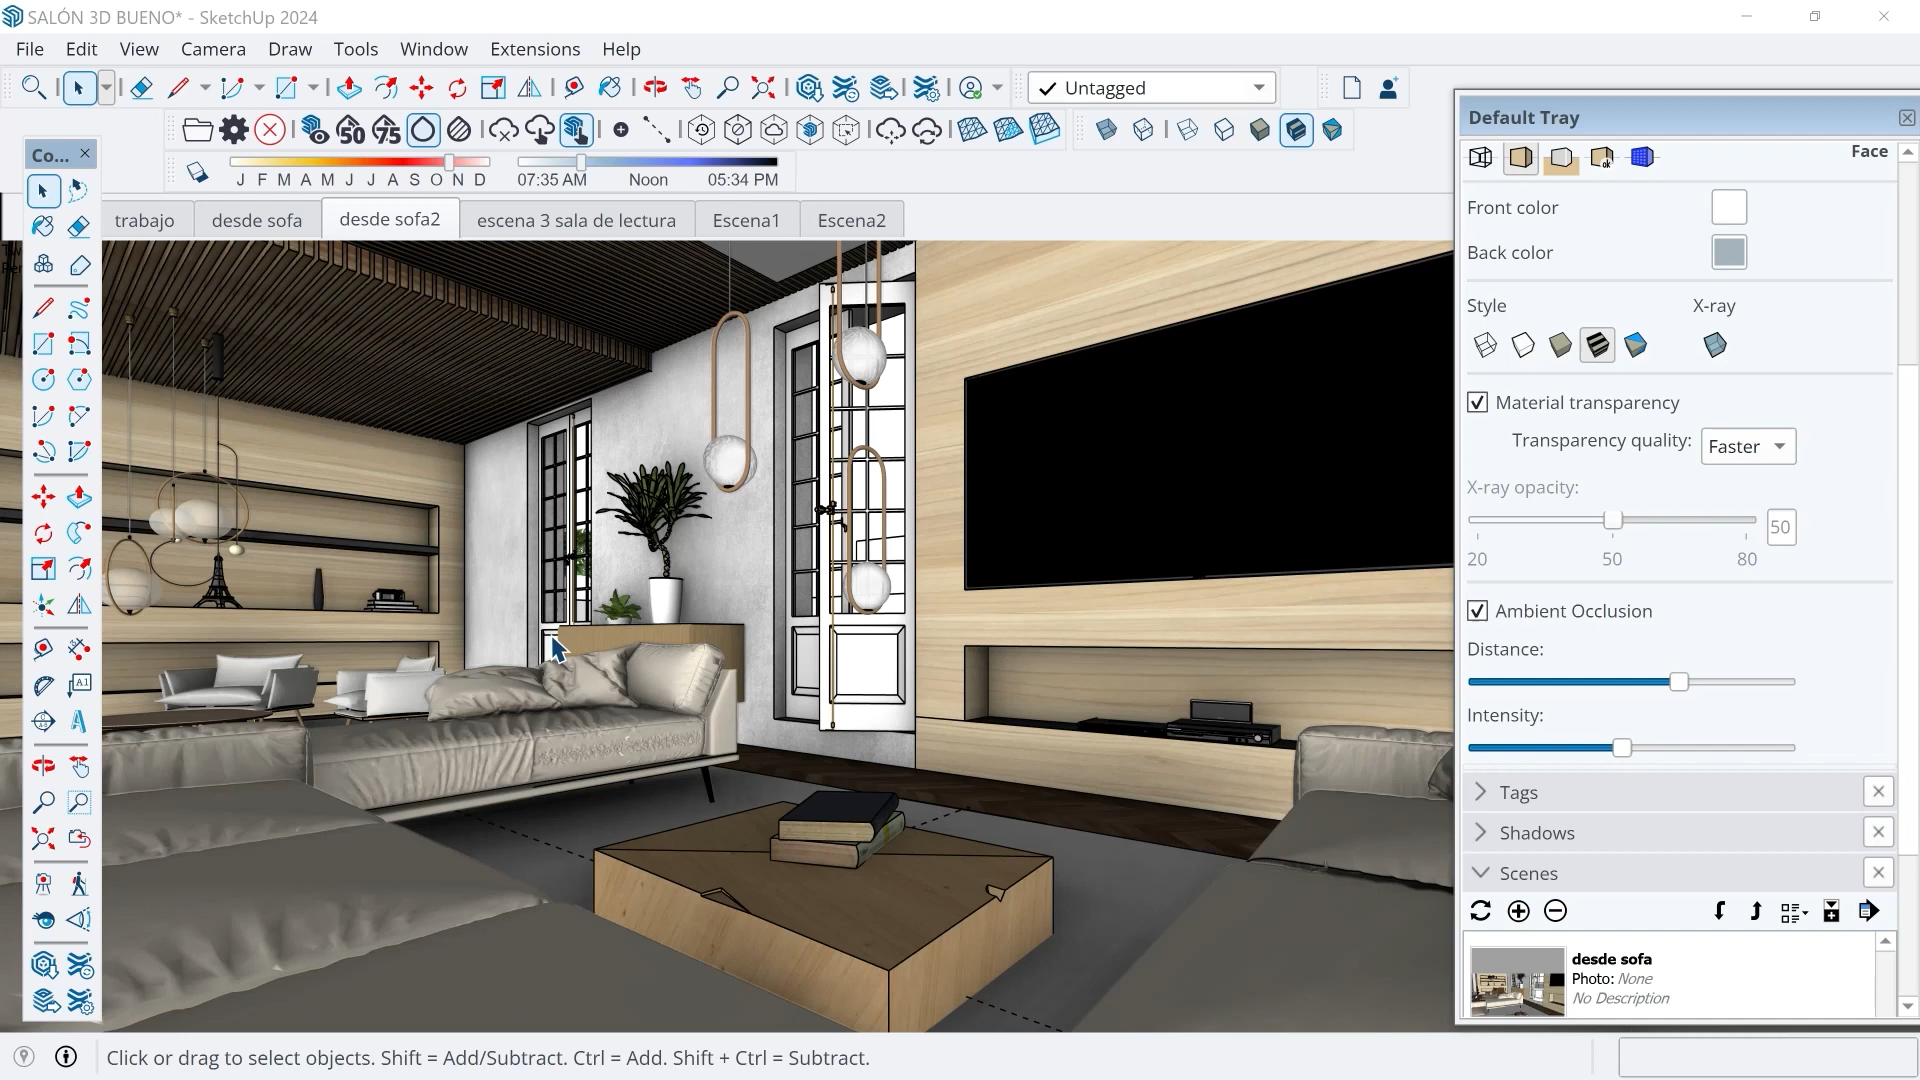 SALÓN 3D BUENO* - SketchUp 2024
File Edit View Camera Draw Tools Window Extensions Help
Untagged
50 75
J F M A M J J A S O N D 07:35 AM Noon 05:34 PM
Co...
trabajo desde sofa desde sofa2 escena 3 sala de lectura Escena1 Escena2
Default Tray
Face
Front color
Back color
Style X-ray
Material transparency
Transparency quality: Faster
X-ray opacity:
50
20 50 80
Ambient Occlusion
Distance:
Intensity:
Tags
Shadows
Scenes
desde sofa
Photo: None
No Description
Click or drag to select objects. Shift = Add/Subtract. Ctrl = Add. Shift + Ctrl = Subtract.